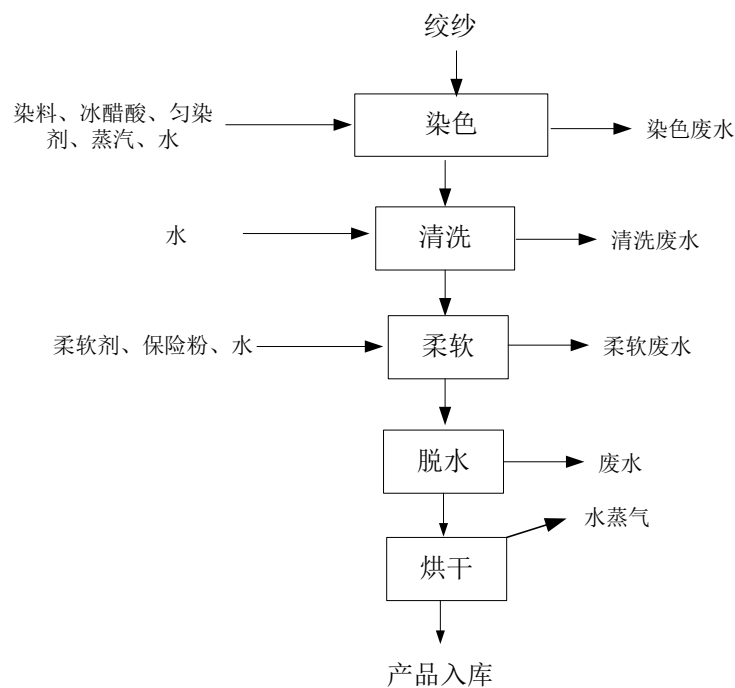 绞纱
染料、冰醋酸、匀染
剂、蒸汽、水
染色
染色废水
水
清洗
清洗废水
柔软剂、保险粉、水
柔软
柔软废水
脱水
废水
水蒸气
烘干
产品入库